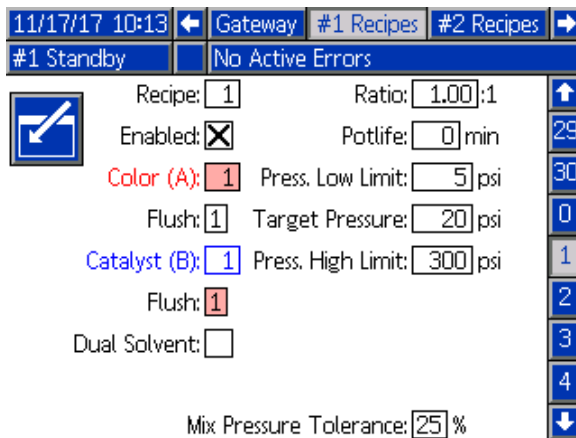 11/17/17 10:13 Gateway #1 Recipes #2 Recipes
#1 Standby No Active Errors
Recipe: 1 Ratio: 1.00:1
Enabled: Potlife: 0 min
29
Color (A): 1 Press. Low Limit: 5 psi
30
Flush: 1 Target Pressure: 20 psi
0
Catalyst (B): 1 Press. High Limit: 300 psi
1
Flush: 1
2
Dual Solvent:
3
4
Mix Pressure Tolerance: 25 %